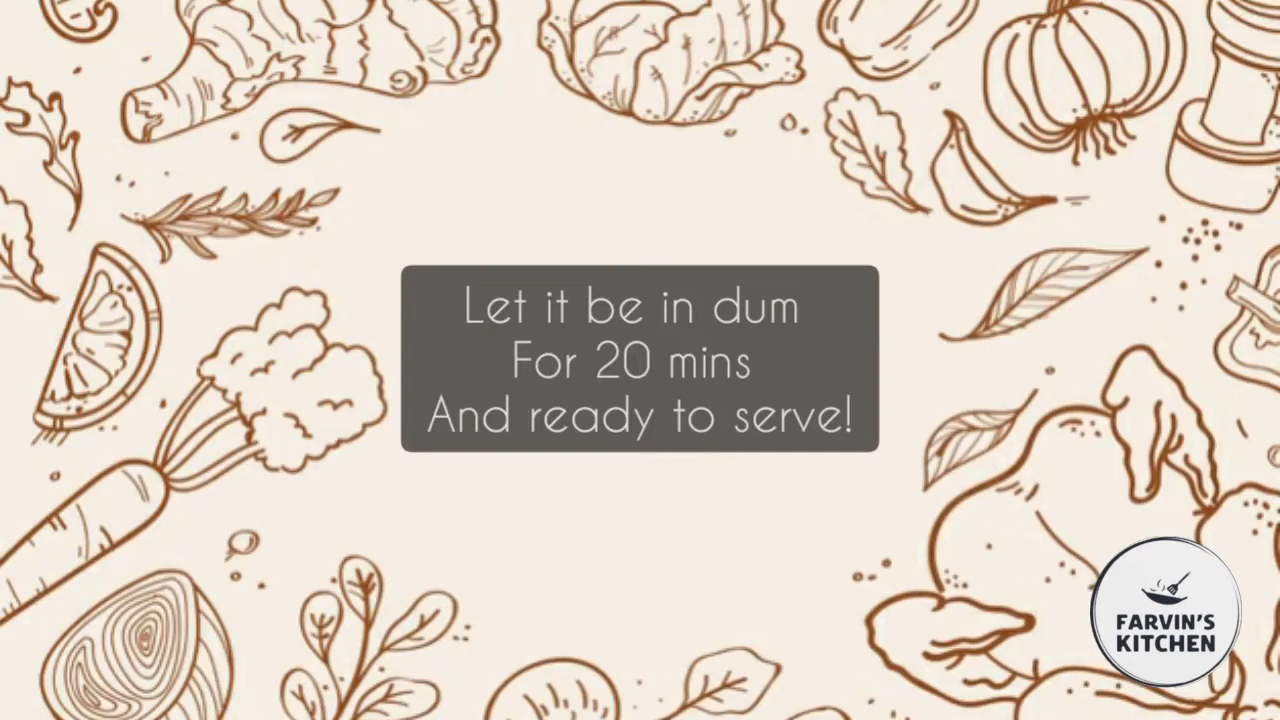 Let it be in dum
For 20 mins
And ready to serve!
FARVIN'S
KITCHEN